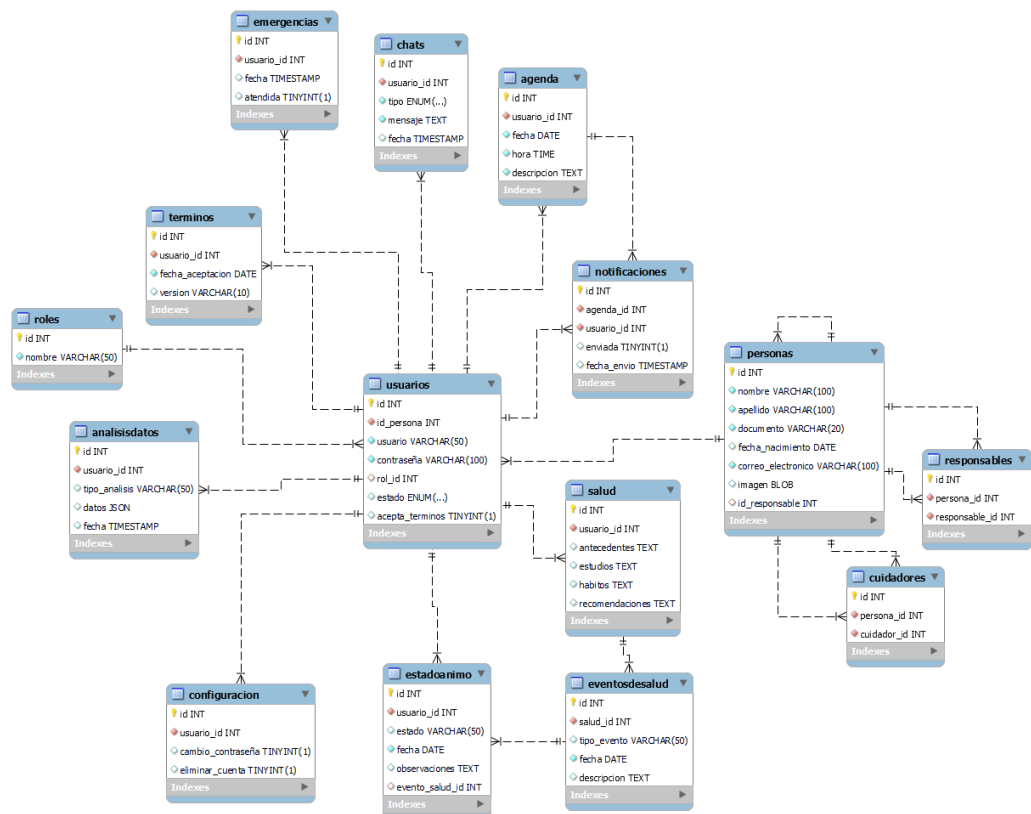 emergencias
id INT
usuario_id INT
fecha TIMESTAMP
atendida TINYINT(1)
Indexes
chats
id INT
usuario_id INT
tipo ENUM(...)
mensaje TEXT
fecha TIMESTAMP
Indexes
agenda
id INT
usuario_id INT
fecha DATE
hora TIME
descripcion TEXT
Indexes
terminos
id INT
usuario_id INT
fecha_aceptacion DATE
version VARCHAR(10)
Indexes
notificaciones
id INT
agenda_id INT
usuario_id INT
enviada TINYINT(1)
fecha_envio TIMESTAMP
Indexes
roles
id INT
nombre VARCHAR(50)
Indexes
usuarios
id INT
id_persona INT
usuario VARCHAR(50)
contraseña VARCHAR(100)
rol_id INT
estado ENUM(...)
acepta_terminos TINYINT(1)
Indexes
personas
id INT
nombre VARCHAR(100)
apellido VARCHAR(100)
documento VARCHAR(20)
fecha_nacimiento DATE
correo_electronico VARCHAR(100)
imagen BLOB
id_responsable INT
Indexes
analisisdatos
id INT
usuario_id INT
tipo_analisis VARCHAR(50)
datos JSON
fecha TIMESTAMP
Indexes
responsables
id INT
persona_id INT
responsable_id INT
Indexes
salud
id INT
usuario_id INT
antecedentes TEXT
estudios TEXT
habitos TEXT
recomendaciones TEXT
Indexes
cuidadores
id INT
persona_id INT
cuidador_id INT
Indexes
configuracion
id INT
usuario_id INT
cambio_contraseña TINYINT(1)
eliminar_cuenta TINYINT(1)
Indexes
estadoanimo
id INT
usuario_id INT
estado VARCHAR(50)
fecha DATE
observaciones TEXT
evento_salud_id INT
Indexes
eventosdesalud
id INT
salud_id INT
tipo_evento VARCHAR(50)
fecha DATE
descripcion TEXT
Indexes